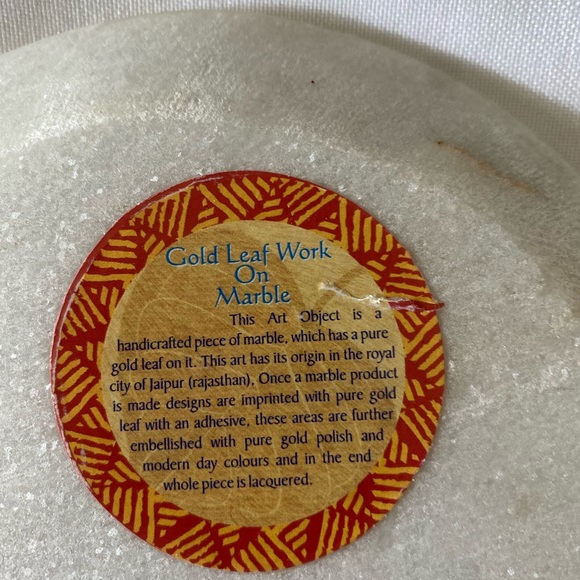 Gold Leaf Work
On
Marble
This Art Object is a
handicrafted piece of marble, which has a pure
gold leaf on it. This art has its origin in the royal
city of Jaipur (rajasthan), Once a marble product
is made designs are imprinted with pure gold
leaf with an adhesive, these areas are further
embellished with pure gold polish and
modern day colours and in the end
whole piece is lacquered.